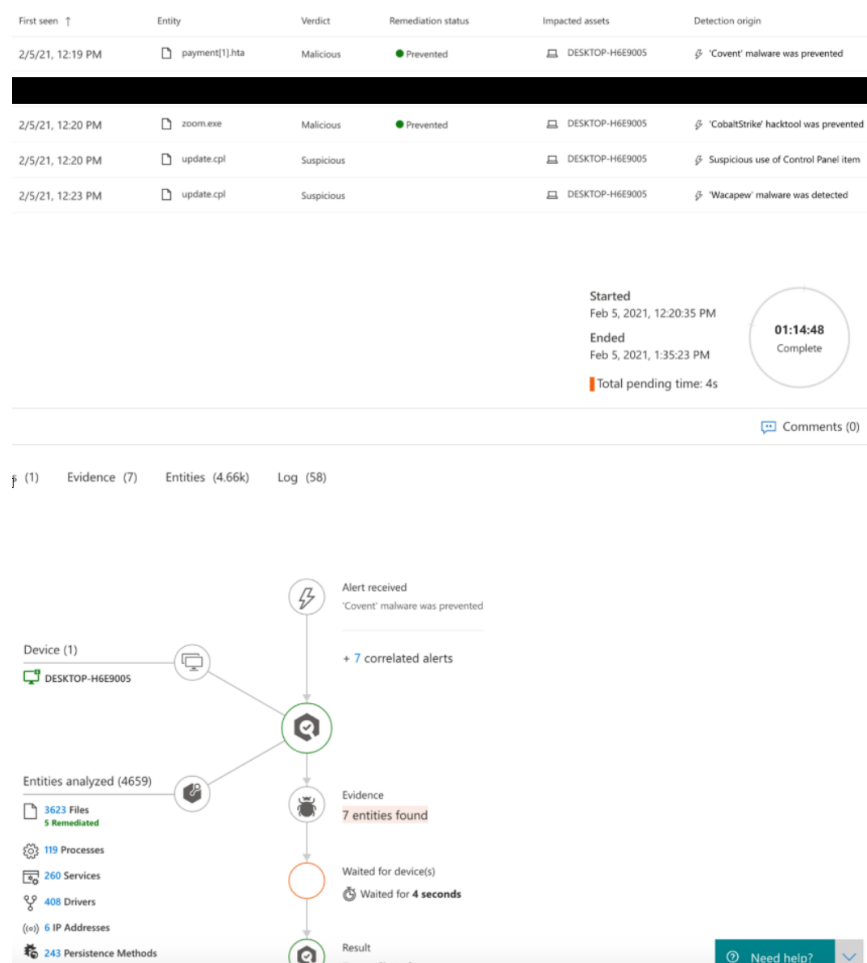 First seen ↑ Entity Verdict Remediation status Impacted assets Detection origin
2/5/21, 12:19 PM payment[1].hta Malicious Prevented DESKTOP-H6E9005 'Covent' malware was prevented
2/5/21, 12:20 PM zoom.exe Malicious Prevented DESKTOP-H6E9005 'CobaltStrike' hacktool was prevented
2/5/21, 12:20 PM update.cpl Suspicious DESKTOP-H6E9005 Suspicious use of Control Panel item
2/5/21, 12:23 PM update.cpl Suspicious DESKTOP-H6E9005 'Wacapew' malware was detected
Started
Feb 5, 2021, 12:20:35 PM
Ended
Feb 5, 2021, 1:35:23 PM
Total pending time: 4s
01:14:48
Complete
Comments (0)
(1) Evidence (7) Entities (4.66k) Log (58)
Alert received
'Covent' malware was prevented
+ 7 correlated alerts
Device (1)
DESKTOP-H6E9005
Entities analyzed (4659)
3623 Files
5 Remediated
119 Processes
260 Services
408 Drivers
6 IP Addresses
243 Persistence Methods
Evidence
7 entities found
Waited for device(s)
Waited for 4 seconds
Result
Need help?